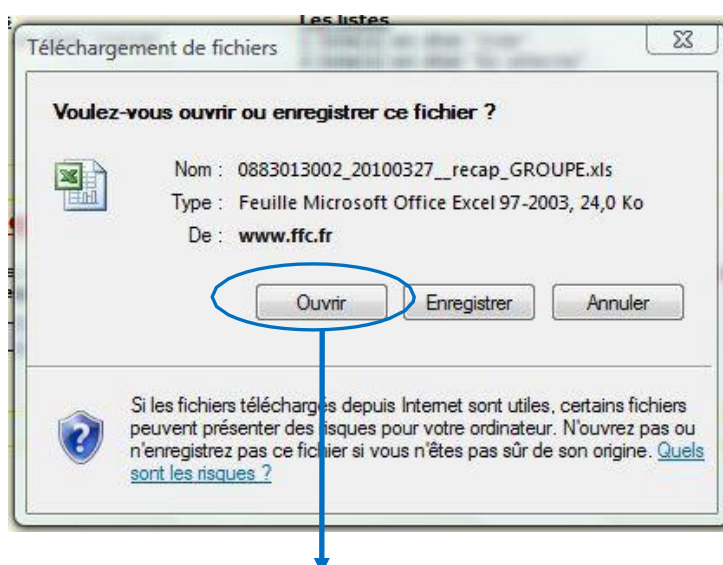 Les listes
Téléchargement de fichiers
Voulez-vous ouvrir ou enregistrer ce fichier ?
Nom : 0883013002_20100327__recap_GROUPE.xls
Type : Feuille Microsoft Office Excel 97-2003, 24,0 Ko
De : www.ffc.fr
Ouvrir Enregistrer Annuler
Si les fichiers téléchargés depuis Internet sont utiles, certains fichiers
peuvent présenter des risques pour votre ordinateur. N'ouvrez pas ou
n'enregistrez pas ce fichier si vous n'êtes pas sûr de son origine. Quels
sont les risques ?